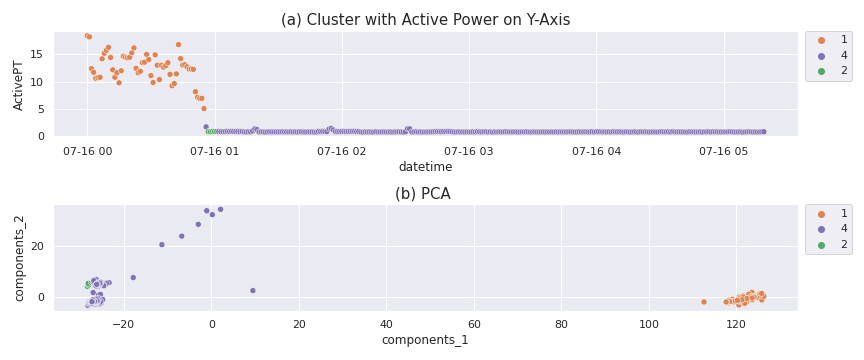 (a) Cluster with Active Power on Y-Axis
ActivePT
15
10
5
0
07-16 00 07-16 01 07-16 02 07-16 03 07-16 04 07-16 05
datetime
1
4
2
(b) PCA
components_2
20
0
−20 0 20 40 60 80 100 120
components_1
1
4
2